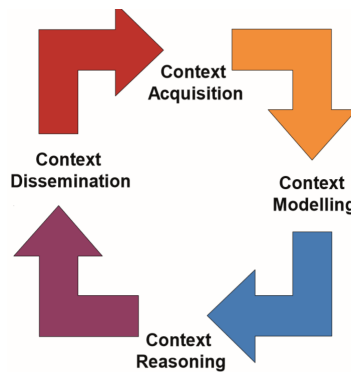 Context
Acquisition
Context
Dissemination
Context
Modelling
Context
Reasoning